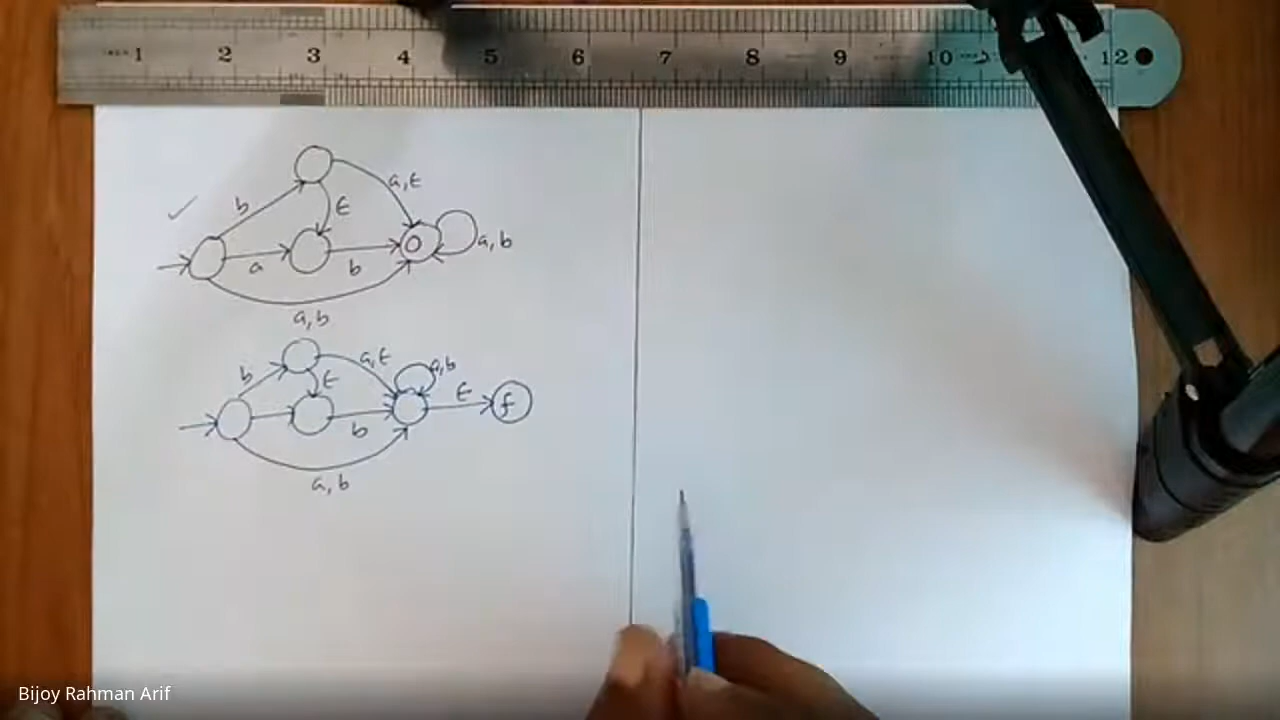 1 2 3 4 5 6 7 8 9 10 12
b
a,ε
ε
a
b
a,b
a,b
b
a,ε
ε
a,b
ε
f
b
a,b
Bijoy Rahman Arif